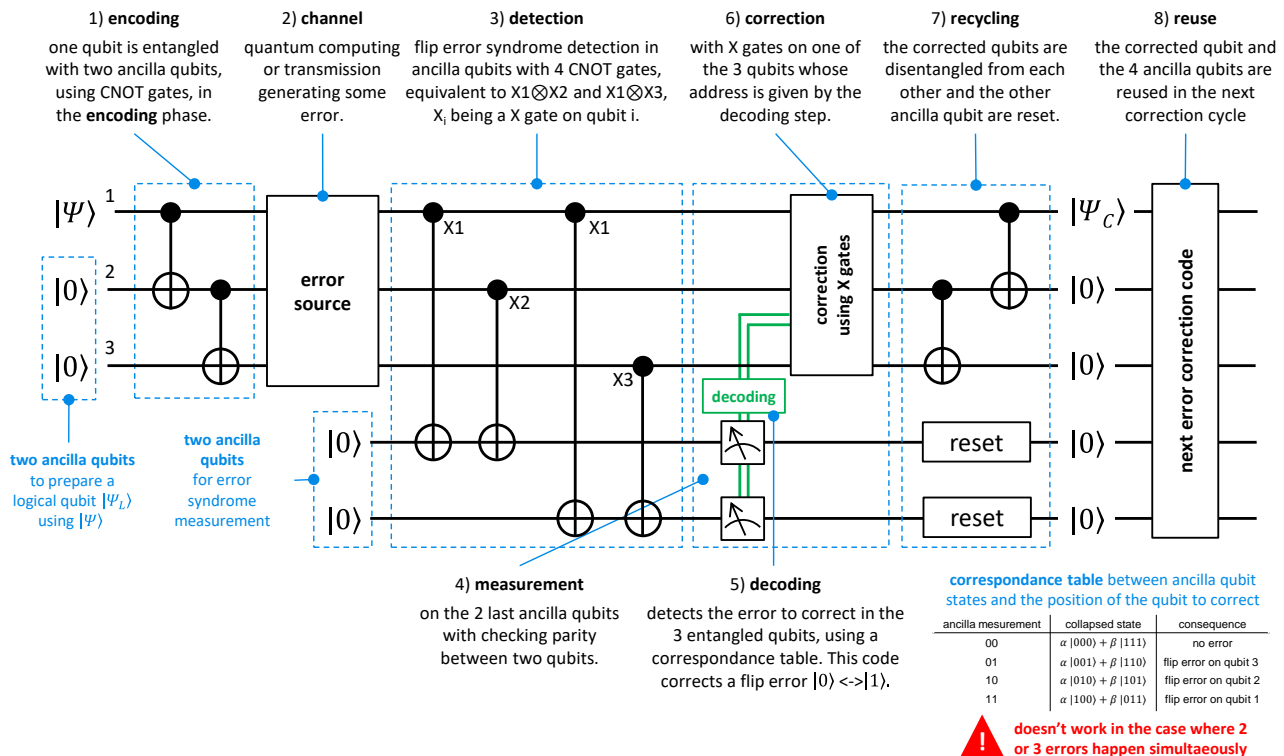 1) encoding
one qubit is entangled
with two ancilla qubits,
using CNOT gates, in
the encoding phase.
2) channel
quantum computing
or transmission
generating some
error.
3) detection
flip error syndrome detection in
ancilla qubits with 4 CNOT gates,
equivalent to X1⊗X2 and X1⊗X3,
Xᵢ being a X gate on qubit i.
6) correction
with X gates on one of
the 3 qubits whose
address is given by the
decoding step.
7) recycling
the corrected qubits are
disentangled from each
other and the other
ancilla qubit are reset.
8) reuse
the corrected qubit and
the 4 ancilla qubits are
reused in the next
correction cycle
|Ψ⟩ 1
|0⟩ 2
|0⟩ 3
error
source
X1
X2
X1
X3
correction
using X gates
decoding
|Ψ_C⟩
|0⟩
|0⟩
next error correction code
two ancilla qubits
to prepare a
logical qubit |Ψ_L⟩
using |Ψ⟩
two ancilla
qubits
for error
syndrome
measurement
|0⟩
|0⟩
reset
reset
|0⟩
|0⟩
4) measurement
on the 2 last ancilla qubits
with checking parity
between two qubits.
5) decoding
detects the error to correct in the
3 entangled qubits, using a
correspondance table. This code
corrects a flip error |0⟩ <->|1⟩.
correspondance table between ancilla qubit
states and the position of the qubit to correct
ancilla mesurement collapsed state consequence
00 α |000⟩ + β |111⟩ no error
01 α |001⟩ + β |110⟩ flip error on qubit 3
10 α |010⟩ + β |101⟩ flip error on qubit 2
11 α |100⟩ + β |011⟩ flip error on qubit 1
!
doesn't work in the case where 2
or 3 errors happen simultaeously